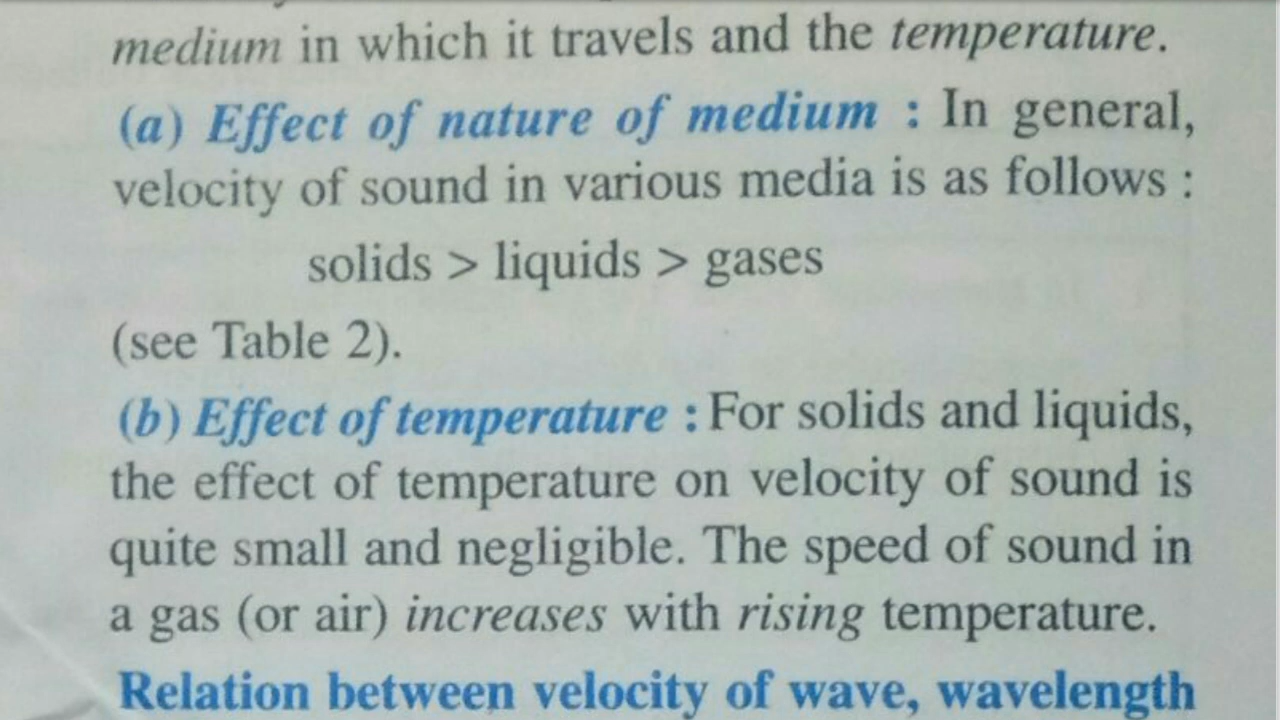 medium in which it travels and the temperature.
(a) Effect of nature of medium : In general,
velocity of sound in various media is as follows :
solids > liquids > gases
(see Table 2).
(b) Effect of temperature : For solids and liquids,
the effect of temperature on velocity of sound is
quite small and negligible. The speed of sound in
a gas (or air) increases with rising temperature.
Relation between velocity of wave, wavelength